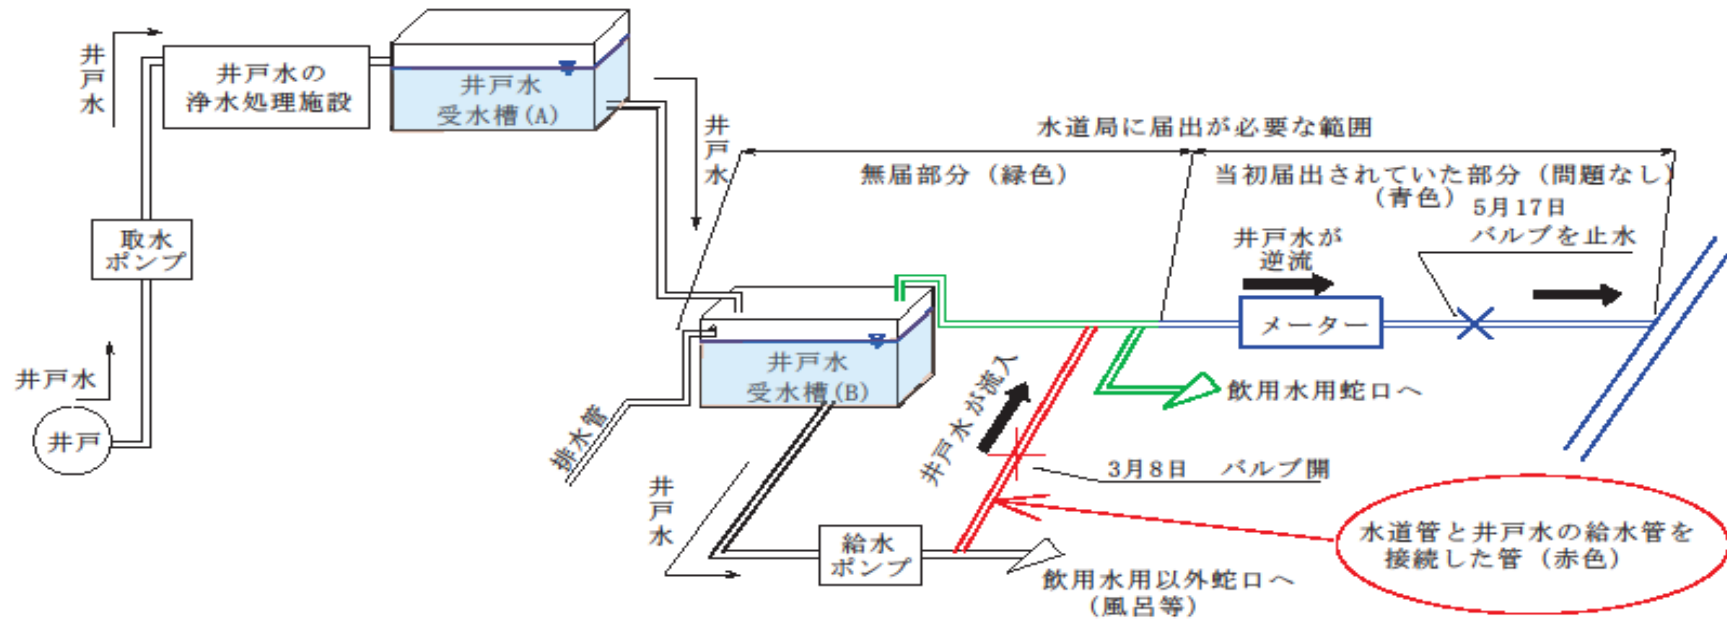 井戸水
井戸水の
浄水処理施設
井戸水
受水槽(A)
井戸水
取水
ポンプ
井戸水
井戸
水道局に届出が必要な範囲
無届部分（緑色）
当初届出されていた部分（問題なし）
（青色）
5月17日
バルブを止水
井戸水が
逆流
メーター
井戸水
受水槽(B)
排水管
井戸水
給水
ポンプ
井戸水が流入
飲用水用蛇口へ
3月8日　バルブ開
飲用水用以外蛇口へ
（風呂等）
水道管と井戸水の給水管を
接続した管（赤色）